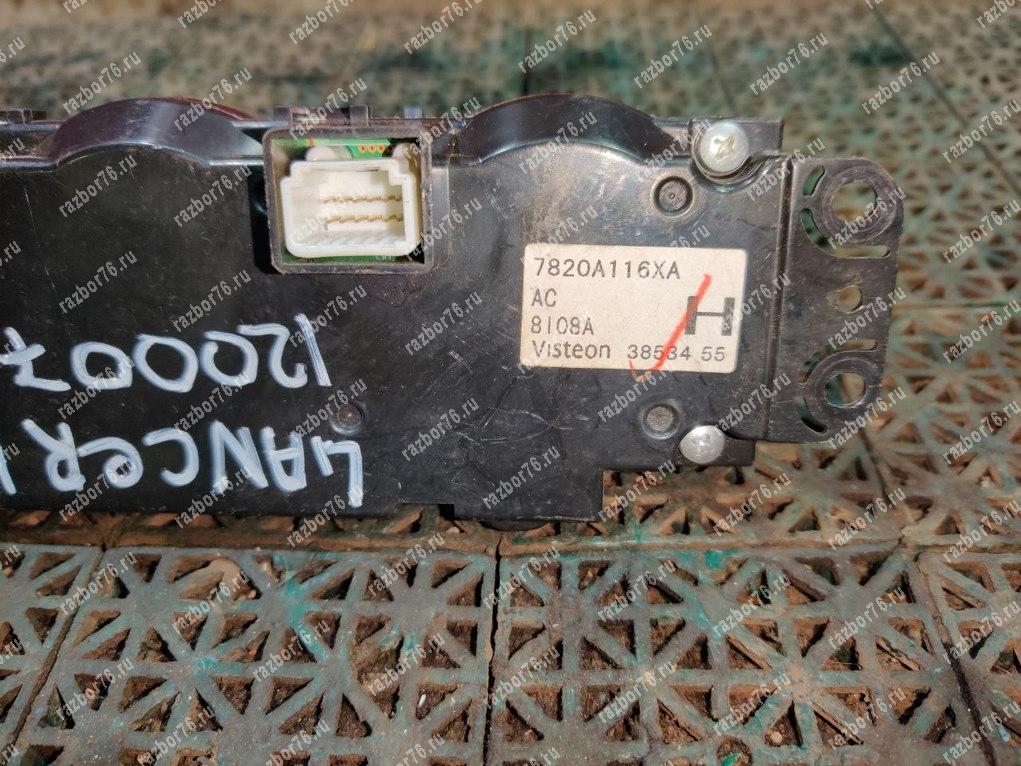 7820A116XA
AC
8108A H
Visteon 38534 55
LANCER
12007
razbor76.ru